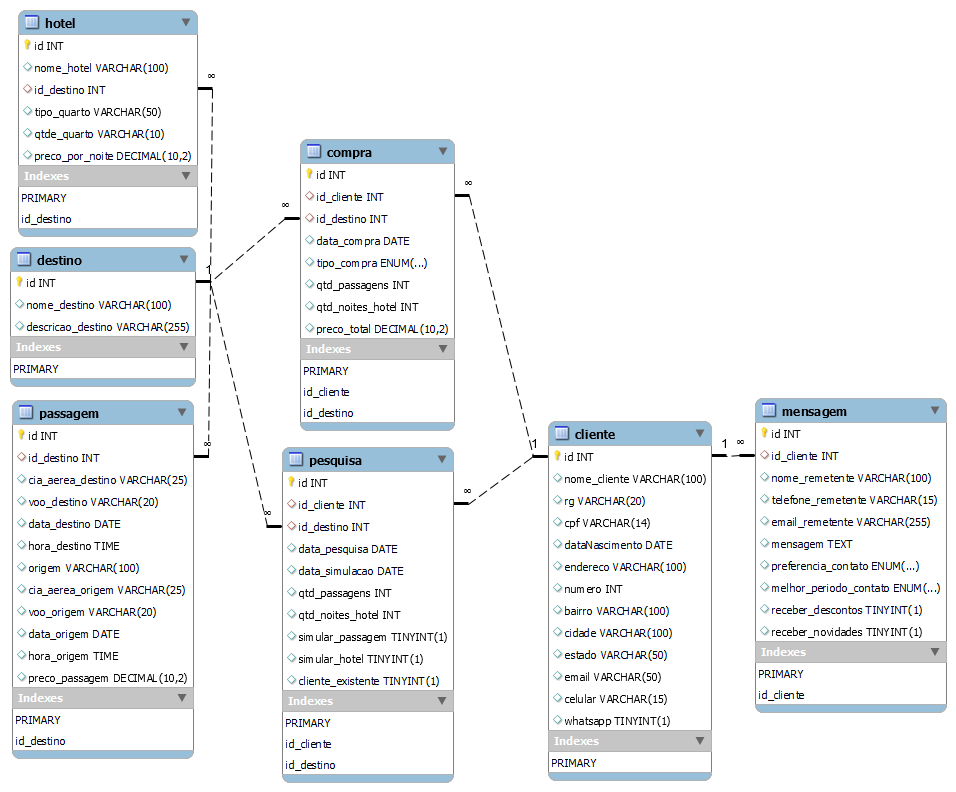 hotel
id INT
nome_hotel VARCHAR(100)
id_destino INT
tipo_quarto VARCHAR(50)
qtde_quarto VARCHAR(10)
preco_por_noite DECIMAL(10,2)
Indexes
PRIMARY
id_destino
∞
destino
id INT
nome_destino VARCHAR(100)
descricao_destino VARCHAR(255)
Indexes
PRIMARY
1
passagem
id INT
id_destino INT
cia_aerea_destino VARCHAR(25)
voo_destino VARCHAR(20)
data_destino DATE
hora_destino TIME
origem VARCHAR(100)
cia_aerea_origem VARCHAR(25)
voo_origem VARCHAR(20)
data_origem DATE
hora_origem TIME
preco_passagem DECIMAL(10,2)
Indexes
PRIMARY
id_destino
∞
compra
id INT
id_cliente INT
id_destino INT
data_compra DATE
tipo_compra ENUM(...)
qtd_passagens INT
qtd_noites_hotel INT
preco_total DECIMAL(10,2)
Indexes
PRIMARY
id_cliente
id_destino
∞
∞
pesquisa
id INT
id_cliente INT
id_destino INT
data_pesquisa DATE
data_simulacao DATE
qtd_passagens INT
qtd_noites_hotel INT
simular_passagem TINYINT(1)
simular_hotel TINYINT(1)
cliente_existente TINYINT(1)
Indexes
PRIMARY
id_cliente
id_destino
∞
∞
cliente
id INT
nome_cliente VARCHAR(100)
rg VARCHAR(20)
cpf VARCHAR(14)
dataNascimento DATE
endereco VARCHAR(100)
numero INT
bairro VARCHAR(100)
cidade VARCHAR(100)
estado VARCHAR(50)
email VARCHAR(50)
celular VARCHAR(15)
whatsapp TINYINT(1)
Indexes
PRIMARY
1
1
∞
mensagem
id INT
id_cliente INT
nome_remetente VARCHAR(100)
telefone_remetente VARCHAR(15)
email_remetente VARCHAR(255)
mensagem TEXT
preferencia_contato ENUM(...)
melhor_periodo_contato ENUM(...)
receber_descontos TINYINT(1)
receber_novidades TINYINT(1)
Indexes
PRIMARY
id_cliente